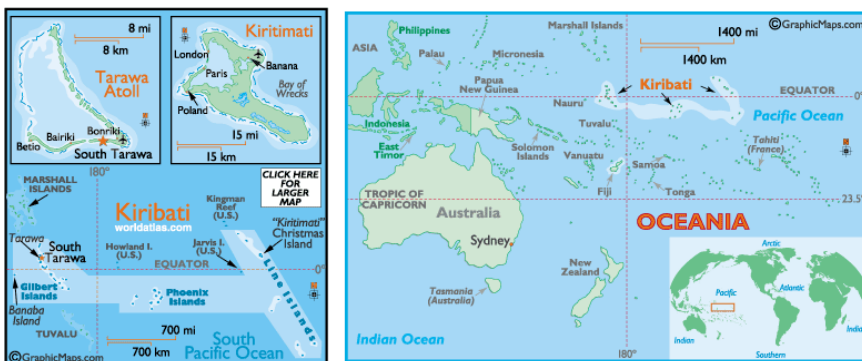 8 mi
8 km
Tarawa
Atoll
Bonriki
Bairiki
Betio
South Tarawa
Kiritimati
London
Banana
Paris
Bay of
Wrecks
Poland
15 mi
15 km
180°
CLICK HERE
FOR
LARGER
MAP
MARSHALL
ISLANDS
Kiribati
worldatlas.com
Kingman
Reef
(U.S.)
"Kiritimati"
Christmas
Island
Tarawa
South
Tarawa
Howland I.
(U.S.)
Jarvis I.
(U.S.)
EQUATOR
0°
Gilbert
Islands
Banaba
Island
Phoenix
Islands
Line Islands
TUVALU
700 mi
700 km
South
Pacific Ocean
©GraphicMaps.com
©GraphicMaps.com
Philippines
Marshall Islands
1400 mi
1400 km
ASIA
Palau
Micronesia
Papua
New Guinea
Kiribati
EQUATOR
0°
Nauru
Pacific Ocean
Indonesia
Tuvalu
East
Timor
Solomon
Islands
Tahiti
(France)
Vanuatu
Samoa
Fiji
Tonga
TROPIC OF
CAPRICORN
23.5°
Australia
OCEANIA
Sydney
New
Zealand
Tasmania
(Australia)
Indian Ocean
180°
Arctic
Pacific
Atlantic
Indian
Southern